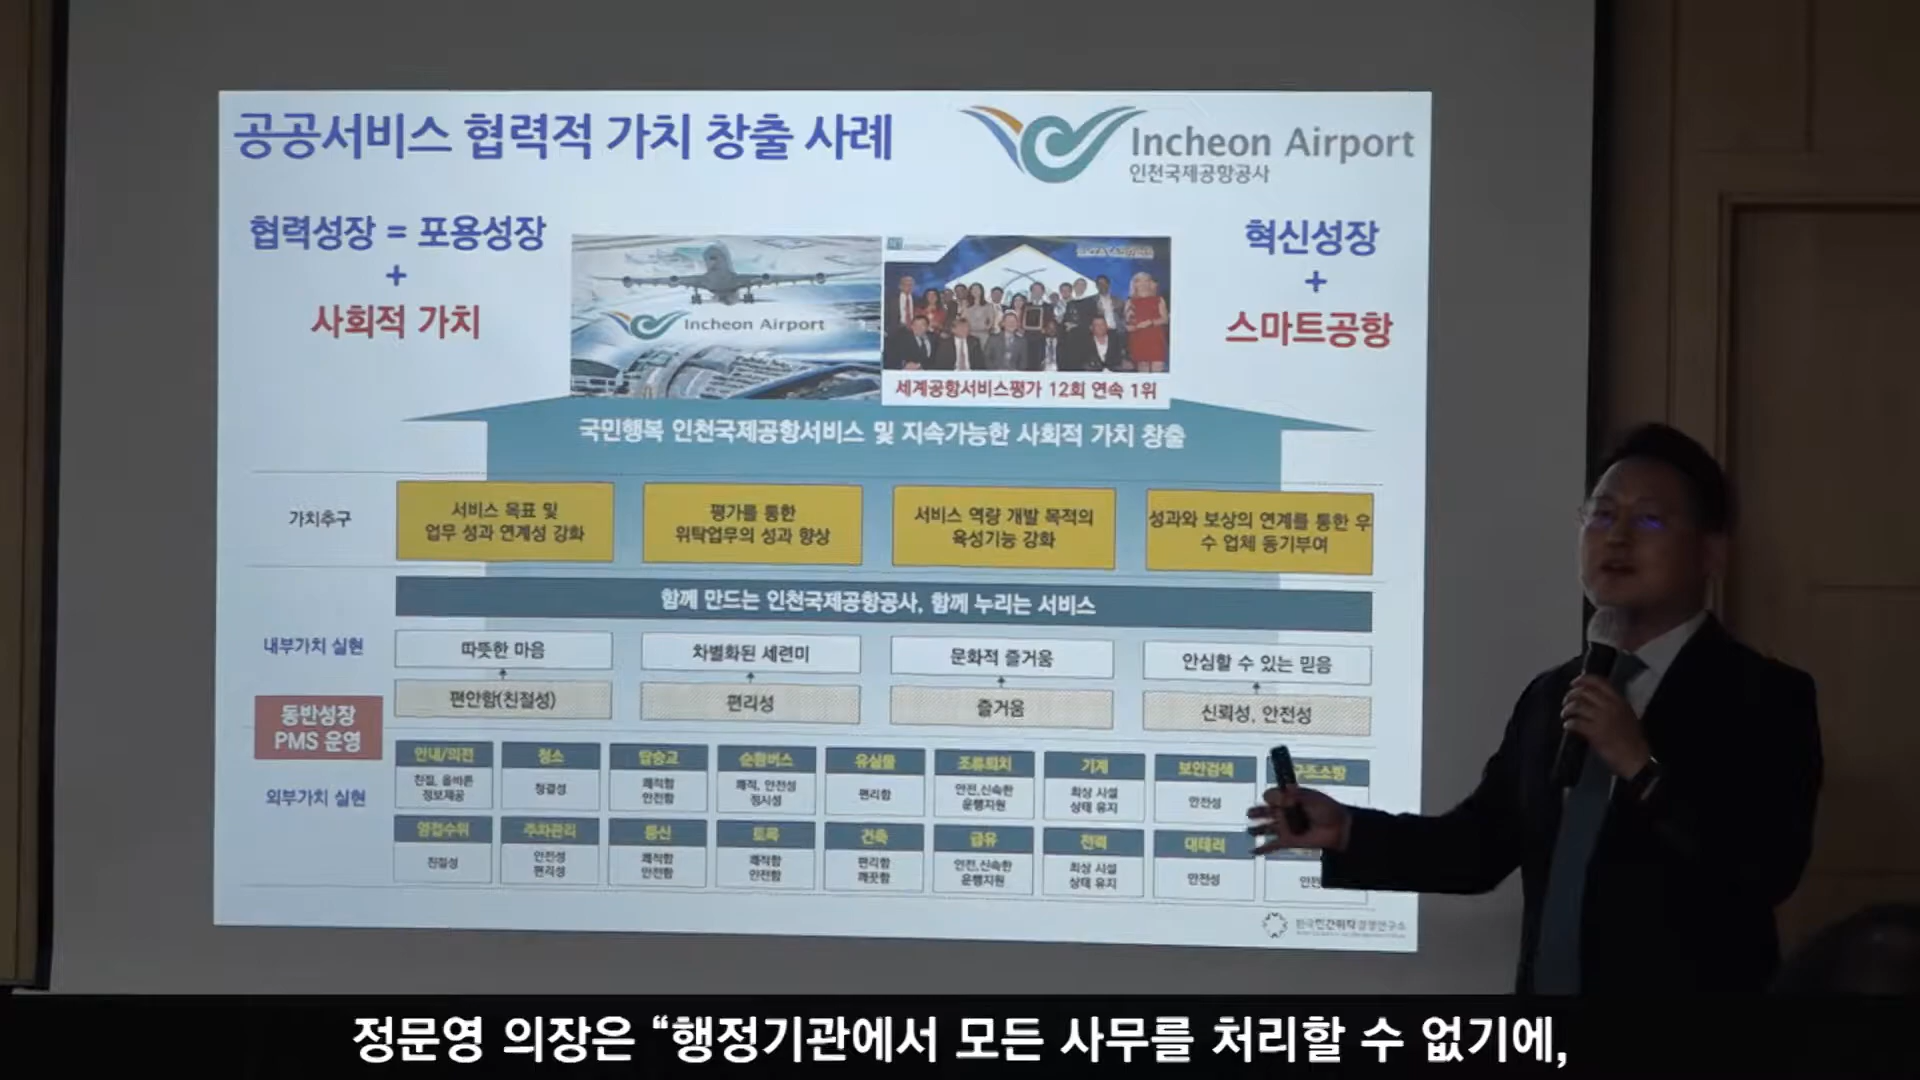 공공서비스 협력적 가치 창출 사례
Incheon Airport
인천국제공항공사
협력성장 = 포용성장
+
사회적 가치
혁신성장
+
스마트공항
Incheon Airport
세계공항서비스평가 12회 연속 1위
국민행복 인천국제공항서비스 및 지속가능한 사회적 가치 창출
가치추구
서비스 목표 및
업무 성과 연계성 강화
평가를 통한
위탁업무의 성과 향상
서비스 역량 개발 목적의
육성기능 강화
성과와 보상의 연계를 통한 우
수 업체 동기부여
함께 만드는 인천국제공항공사, 함께 누리는 서비스
내부가치 실현
따뜻한 마음
차별화된 세련미
문화적 즐거움
안심할 수 있는 믿음
편안함(친절성)
편리성
즐거움
신뢰성, 안전성
동반성장
PMS 운영
외부가치 실현
안내/의전
청소
탑승교
순환버스
유실물
조류퇴치
기계
보안검색
구조소방
친절, 올바른
정보제공
청결성
쾌적함
안전함
쾌적, 안전성
정시성
편리함
안전,신속한
운행지원
최상 시설
상태 유지
안전성
영접수위
주차관리
통신
토목
건축
급유
전력
대테러
친절성
안전성
편리성
쾌적함
안전함
쾌적함
안전함
편리함
깨끗함
안전,신속한
운행지원
최상 시설
상태 유지
안전성
한국민간위탁경영연구소
정문영 의장은 “행정기관에서 모든 사무를 처리할 수 없기에,